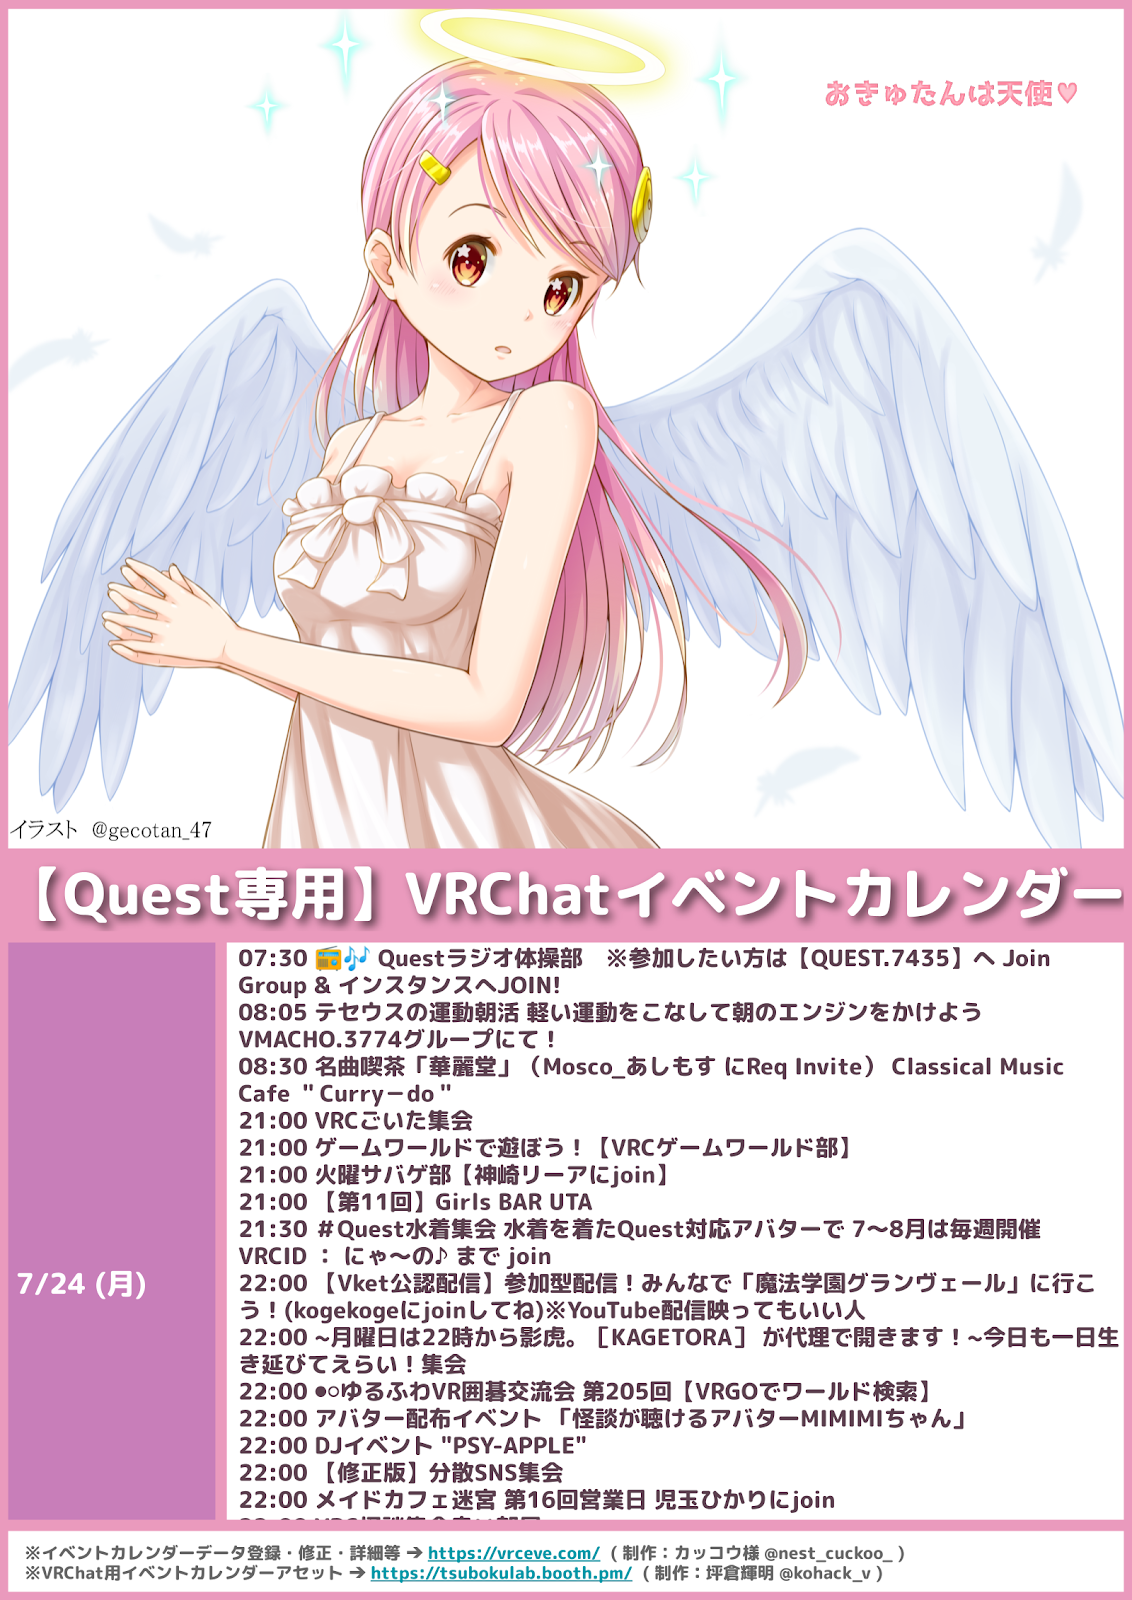 おきゅたんは天使♥
イラスト @gecotan_47
【Quest専用】VRChatイベントカレンダー
7/24 (月)
07:30 📻🎶 Questラジオ体操部　※参加したい方は【QUEST.7435】へ Join
Group & インスタンスへJOIN!
08:05 テセウスの運動朝活 軽い運動をこなして朝のエンジンをかけよう
VMACHO.3774グループにて！
08:30 名曲喫茶「華麗堂」（Mosco_あしもす にReq Invite） Classical Music
Cafe ＂Curry－do＂
21:00 VRCごいた集会
21:00 ゲームワールドで遊ぼう！【VRCゲームワールド部】
21:00 火曜サバゲ部【神崎リーアにjoin】
21:00 【第11回】Girls BAR UTA
21:30 ＃Quest水着集会 水着を着たQuest対応アバターで 7〜8月は毎週開催
VRCID ： にゃ〜の♪ まで join
22:00 【Vket公認配信】参加型配信！みんなで「魔法学園グランヴェール」に行こ
う！(kogekogeにjoinしてね)※YouTube配信映ってもいい人
22:00 ~月曜日は22時から影虎。［KAGETORA］ が代理で開きます！~今日も一日生
き延びてえらい！集会
22:00 ●○ゆるふわVR囲碁交流会 第205回【VRGOでワールド検索】
22:00 アバター配布イベント 「怪談が聴けるアバターMIMIMIちゃん」
22:00 DJイベント "PSY-APPLE"
22:00 【修正版】分散SNS集会
22:00 メイドカフェ迷宮 第16回営業日 児玉ひかりにjoin
※イベントカレンダーデータ登録・修正・詳細等 ➔ https://vrceve.com/ ( 制作：カッコウ様 @nest_cuckoo_ )
※VRChat用イベントカレンダーアセット ➔ https://tsubokulab.booth.pm/ ( 制作：坪倉輝明 @kohack_v )